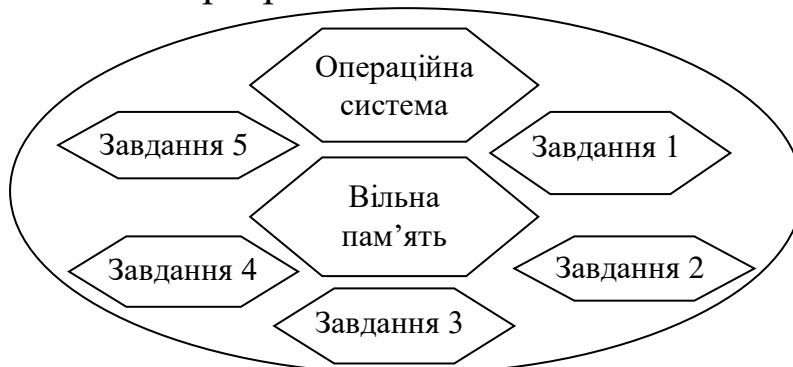 Операційна
система
Завдання 5
Завдання 1
Вільна
пам’ять
Завдання 4
Завдання 2
Завдання 3